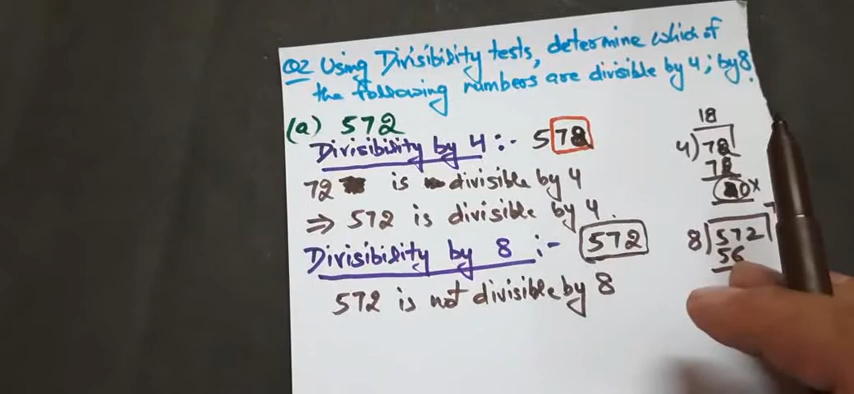 Q2 Using Divisibility tests, determine which of
the following numbers are divisible by 4; by 8.
(a) 572
Divisibility by 4 :- 572
72 is divisible by 4
⇒ 572 is divisible by 4.
Divisibility by 8 :- 572
572 is not divisible by 8
18
4) 72
72
0x
7
8) 572
56